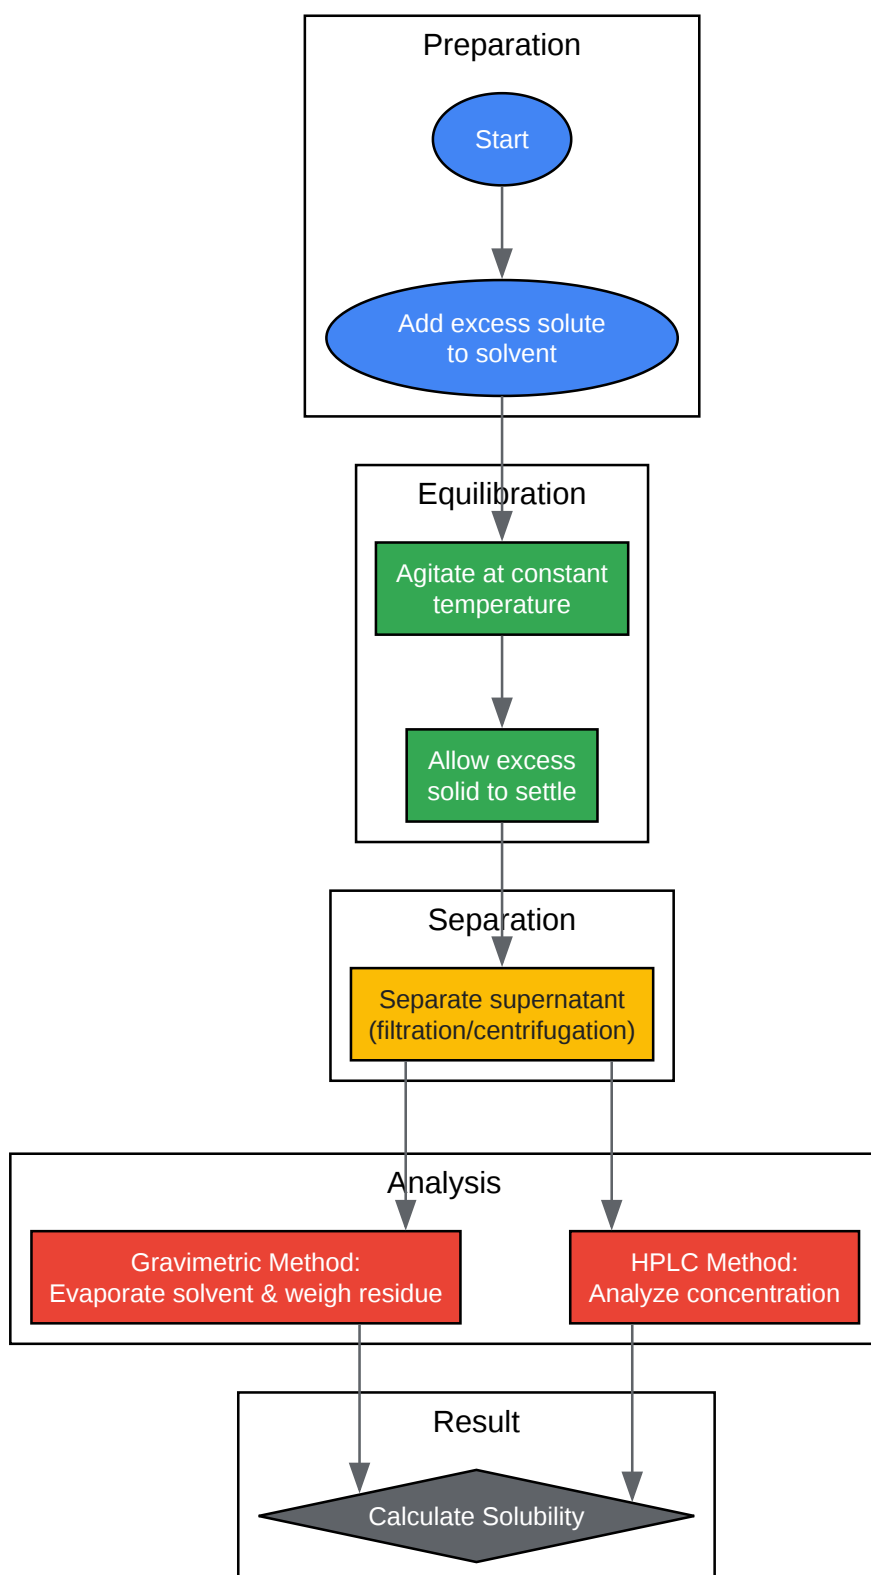 Preparation
Start
Add excess solute
to solvent
Equilibration
Agitate at constant
temperature
Allow excess
solid to settle
Separation
Separate supernatant
(filtration/centrifugation)
Analysis
Gravimetric Method:
Evaporate solvent & weigh residue
HPLC Method:
Analyze concentration
Result
Calculate Solubility